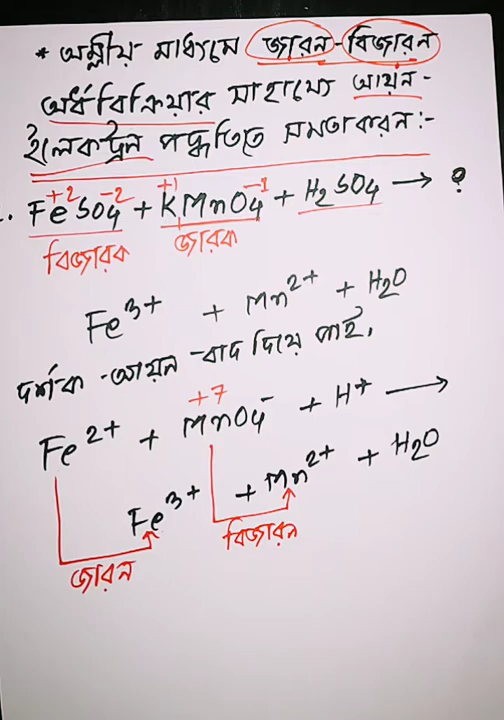 * অম্লীয় মাধ্যমে জারন-বিজারন
অর্ধবিক্রিয়ার সাহায্যে আয়ন-
ইলেকট্রন পদ্ধতিতে সমতাকরন:-
+2 -2 +1 -1
FeSO4 + KMnO4 + H2SO4 → ?
বিজারক জারক
Fe3+ + Mn2+ + H2O
দর্শক-আয়ন-বাদ দিয়ে পাই,
+7
Fe2+ + MnO4- + H+ →
Fe3+ + Mn2+ + H2O
বিজারন
জারন